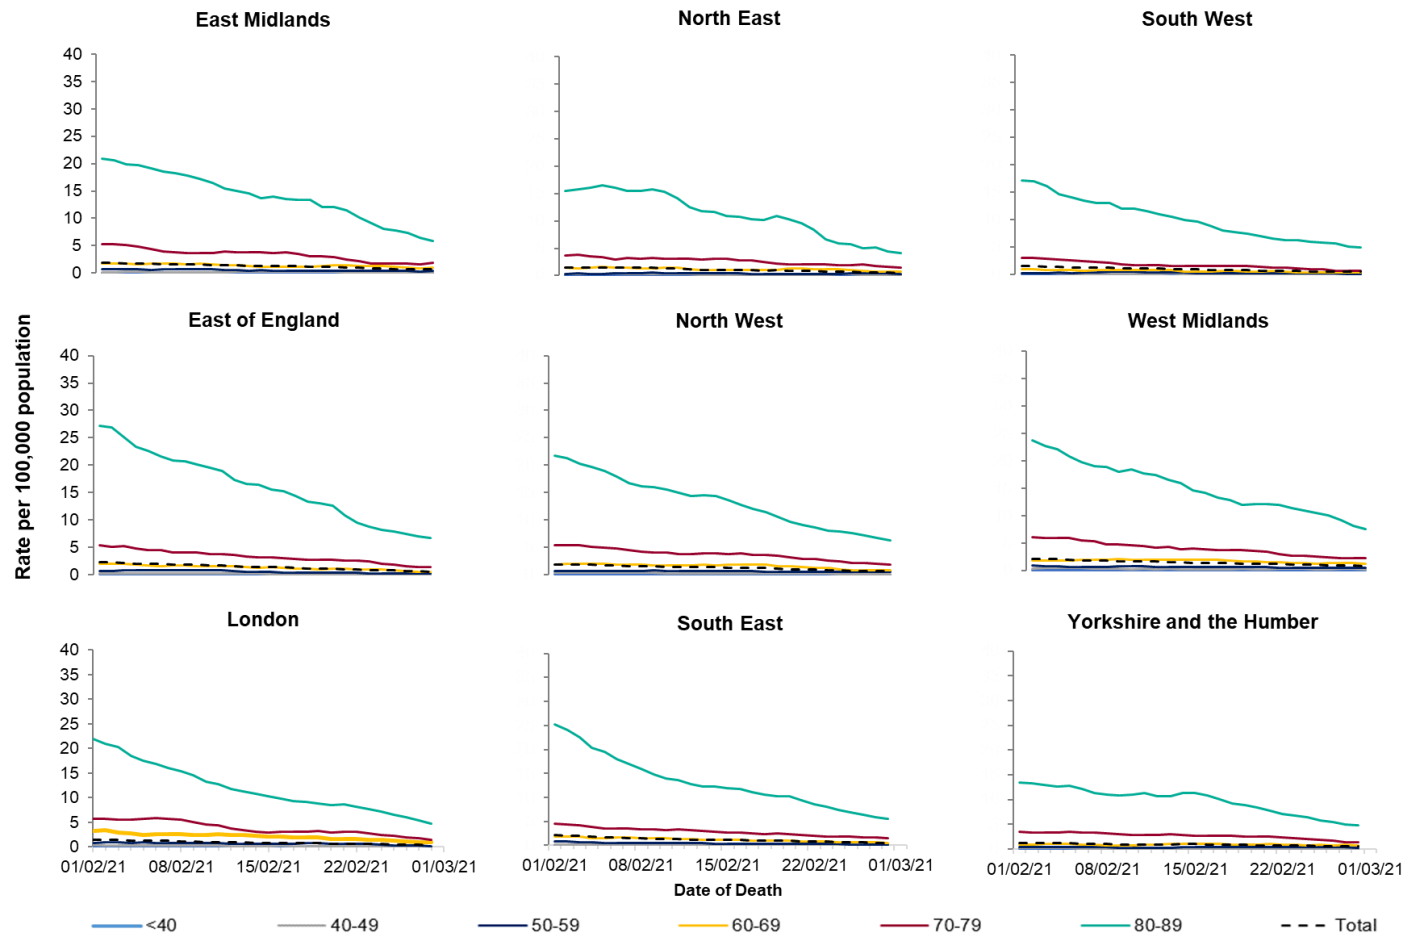 East Midlands
North East
South West
40
35
30
25
20
15
10
5
0
East of England
North West
West Midlands
Rate per 100,000 population
40
35
30
25
20
15
10
5
0
London
South East
Yorkshire and the Humber
40
35
30
25
20
15
10
5
0
01/02/21 08/02/21 15/02/21 22/02/21 01/03/21
01/02/21 08/02/21 15/02/21 22/02/21 01/03/21
01/02/21 08/02/21 15/02/21 22/02/21 01/03/21
Date of Death
<40 40-49 50-59 60-69 70-79 80-89 Total